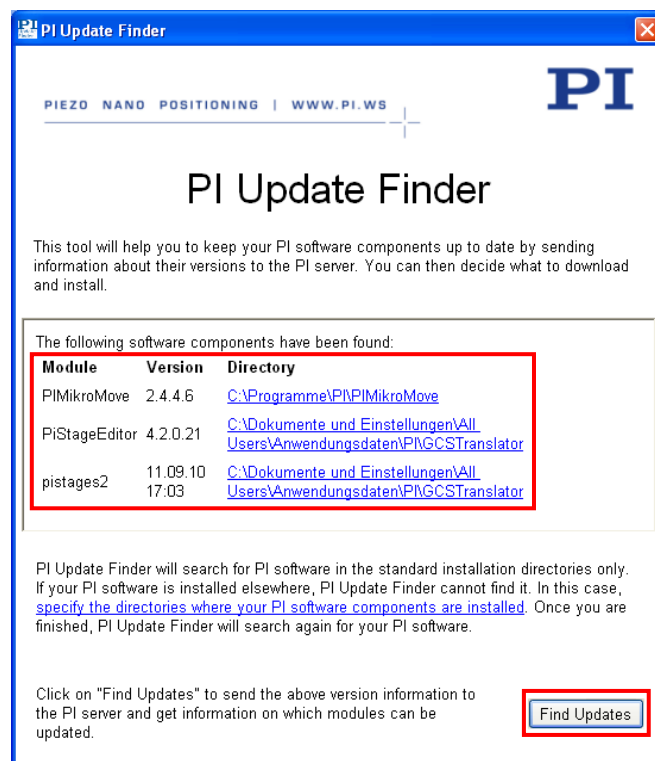 PI Update Finder
PIEZO NANO POSITIONING | WWW.PI.WS
PI
PI Update Finder
This tool will help you to keep your PI software components up to date by sending
information about their versions to the PI server. You can then decide what to download
and install.
The following software components have been found:
Module Version Directory
PIMikroMove 2.4.4.6 C:\Programme\PI\PIMikroMove
PiStageEditor 4.2.0.21 C:\Dokumente und Einstellungen\All
Users\Anwendungsdaten\PI\GCSTranslator
pistages2 11.09.10 17:03 C:\Dokumente und Einstellungen\All
Users\Anwendungsdaten\PI\GCSTranslator
PI Update Finder will search for PI software in the standard installation directories only.
If your PI software is installed elsewhere, PI Update Finder cannot find it. In this case,
specify the directories where your PI software components are installed. Once you are
finished, PI Update Finder will search again for your PI software.
Click on "Find Updates" to send the above version information to
the PI server and get information on which modules can be
updated.
Find Updates